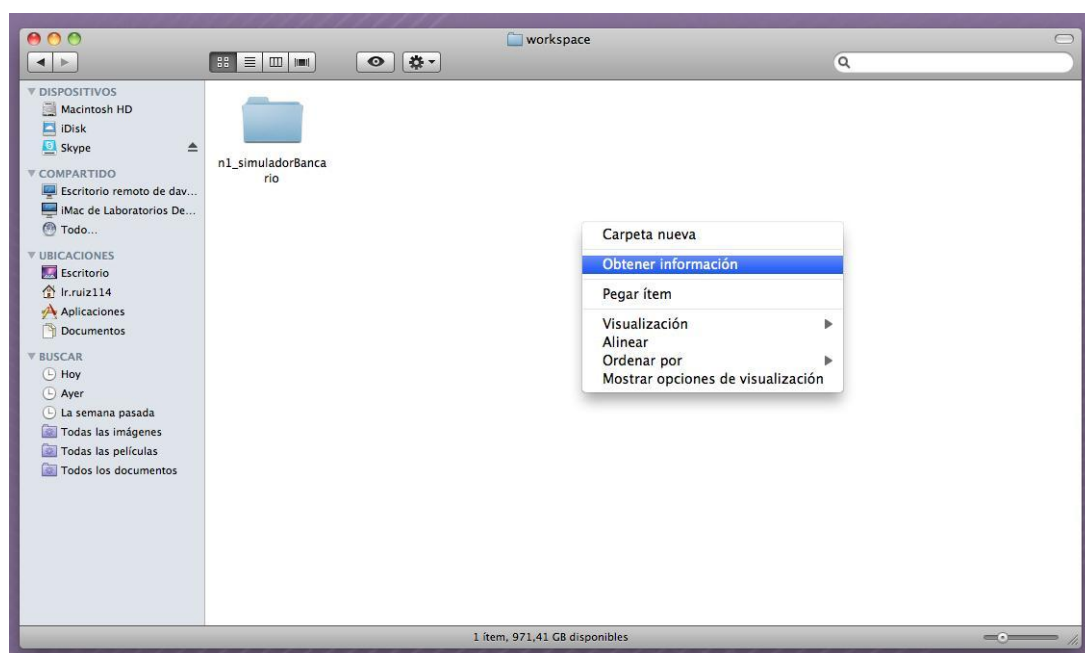 workspace
DISPOSITIVOS
Macintosh HD
iDisk
Skype
COMPARTIDO
Escritorio remoto de dav...
iMac de Laboratorios De...
Todo...
UBICACIONES
Escritorio
lr.ruiz114
Aplicaciones
Documentos
BUSCAR
Hoy
Ayer
La semana pasada
Todas las imágenes
Todas las películas
Todos los documentos
n1_simuladorBanca
rio
Carpeta nueva
Obtener información
Pegar ítem
Visualización
Alinear
Ordenar por
Mostrar opciones de visualización
1 ítem, 971,41 GB disponibles